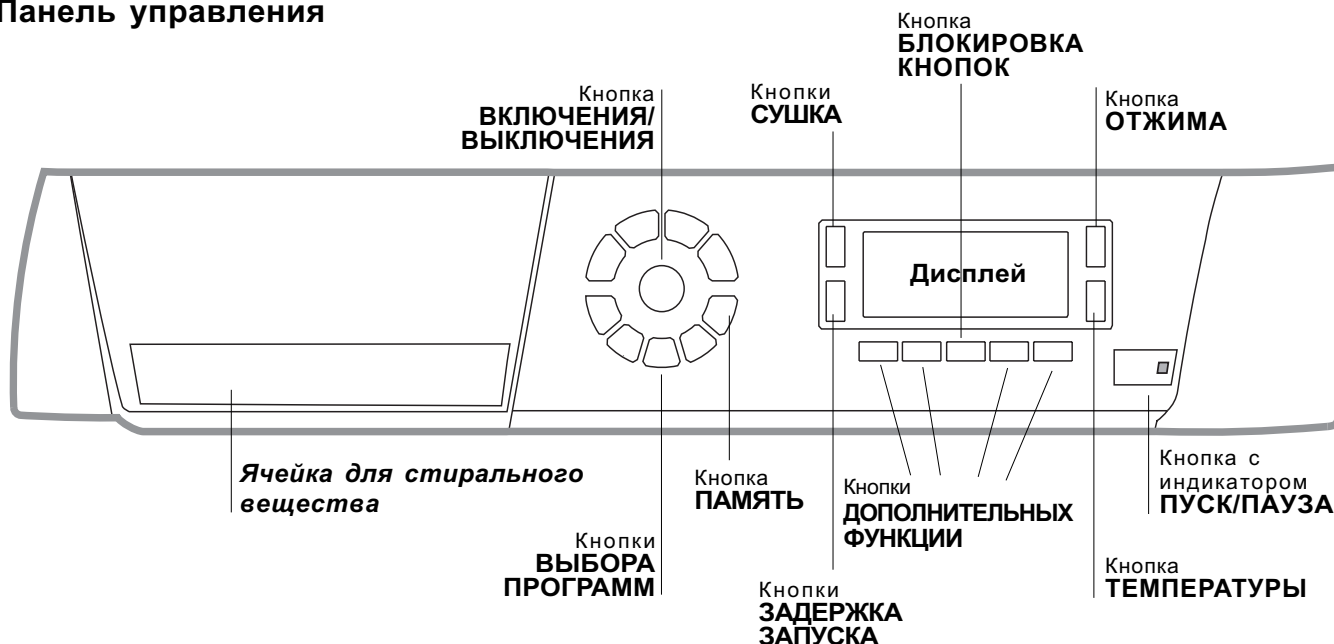 Панель управления
Кнопка
БЛОКИРОВКА
КНОПОК
Кнопка
ВКЛЮЧЕНИЯ/
ВЫКЛЮЧЕНИЯ
Кнопки
СУШКА
Кнопка
ОТЖИМА
Дисплей
Ячейка для стирального
вещества
Кнопка
ПАМЯТЬ
Кнопки
ДОПОЛНИТЕЛЬНЫХ
ФУНКЦИИ
Кнопка с
индикатором
ПУСК/ПАУЗА
Кнопки
ВЫБОРА
ПРОГРАММ
Кнопки
ЗАДЕРЖКА
ЗАПУСКА
Кнопка
ТЕМПЕРАТУРЫ